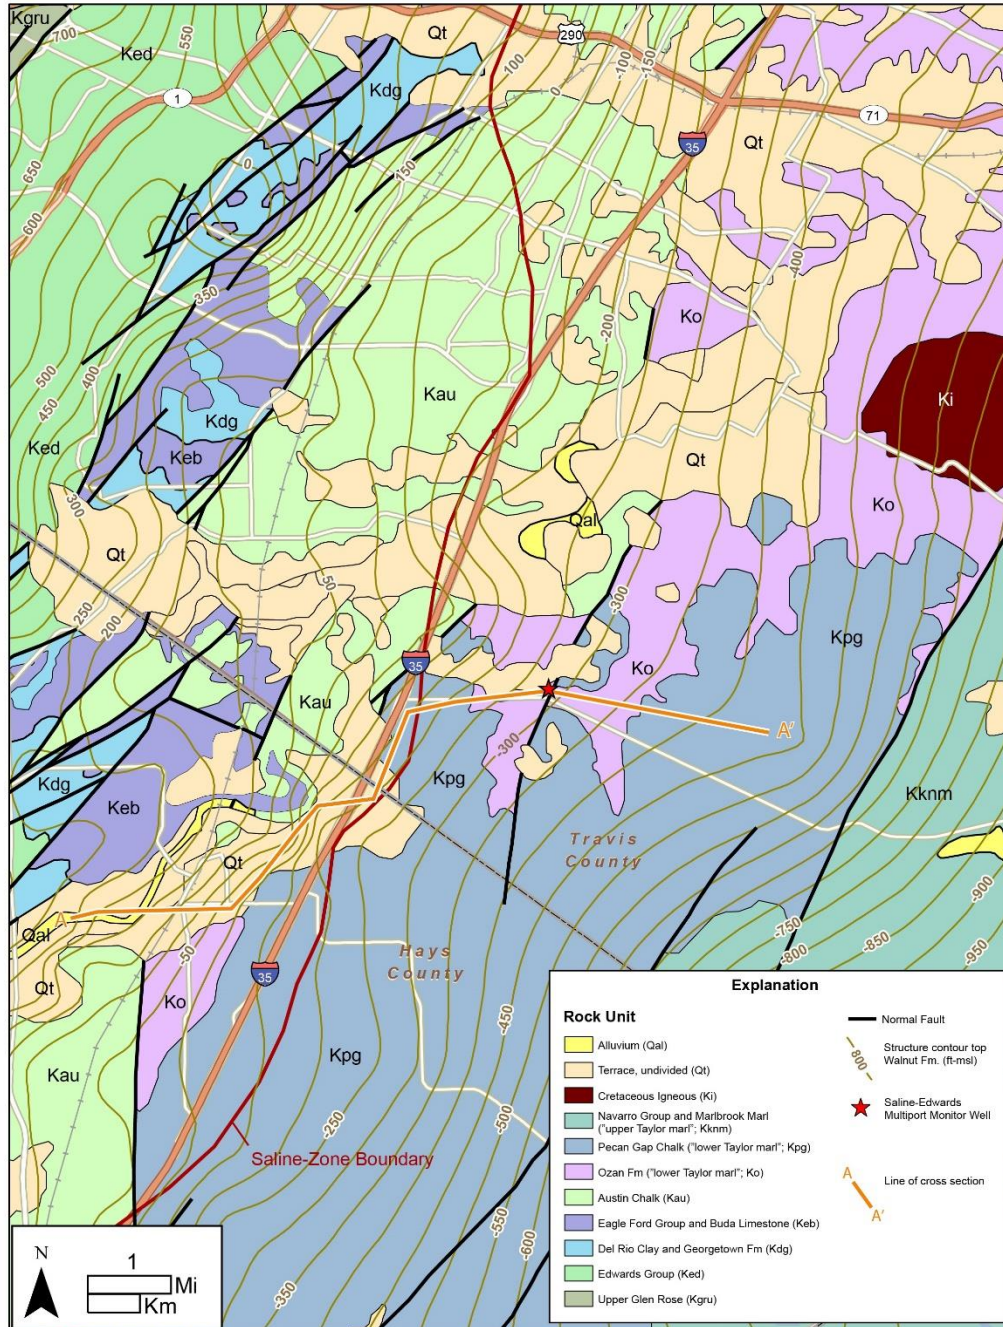 Kgru
700
Ked
550
Qt
290
100
0
-100
-150
Kdg
1
71
35
Qt
650
600
0
150
-400
350
-200
Ko
500
400
450
Kau
Ki
Kdg
Ked
Keb
Qt
300
Qal
Ko
Qt
50
250
200
-300
Kpg
35
Ko
Kau
A'
-300
Kpg
Kdg
Keb
Kknm
Travis
County
Qt
A
-900
Qal
-750
-950
-50
-800
-850
Hays
County
Qt
35
Ko
-450
Kpg
Kau
-250
-500
Saline-Zone Boundary
-550
-600
-350
N
1
Mi
Km
Explanation
Rock Unit
Alluvium (Qal)
Terrace, undivided (Qt)
Cretaceous Igneous (Ki)
Navarro Group and Marlbrook Marl
("upper Taylor marl"; Kknm)
Pecan Gap Chalk ("lower Taylor marl"; Kpg)
Ozan Fm ("lower Taylor marl"; Ko)
Austin Chalk (Kau)
Eagle Ford Group and Buda Limestone (Keb)
Del Rio Clay and Georgetown Fm (Kdg)
Edwards Group (Ked)
Upper Glen Rose (Kgru)
Normal Fault
800
Structure contour top
Walnut Fm. (ft-msl)
Saline-Edwards
Multiport Monitor Well
A
Line of cross section
A'